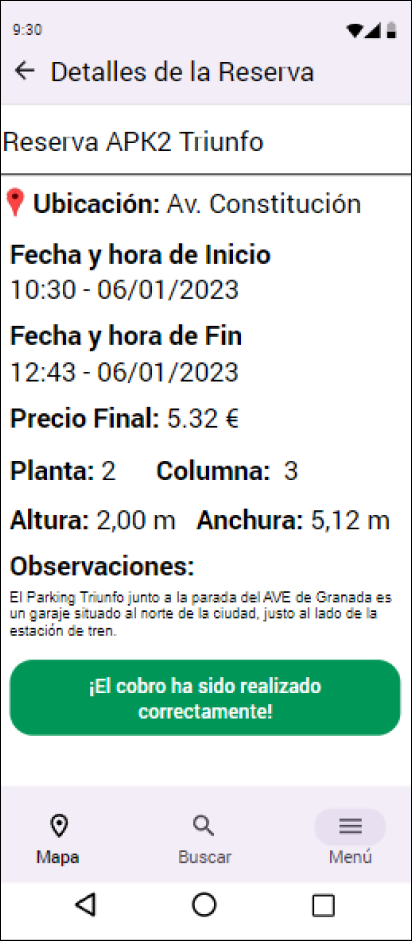 9:30
Detalles de la Reserva
Reserva APK2 Triunfo
Ubicación: Av. Constitución
Fecha y hora de Inicio
10:30 - 06/01/2023
Fecha y hora de Fin
12:43 - 06/01/2023
Precio Final: 5.32 €
Planta: 2 Columna: 3
Altura: 2,00 m Anchura: 5,12 m
Observaciones:
El Parking Triunfo junto a la parada del AVE de Granada es
un garaje situado al norte de la ciudad, justo al lado de la
estación de tren.
¡El cobro ha sido realizado
correctamente!
Mapa Buscar Menú